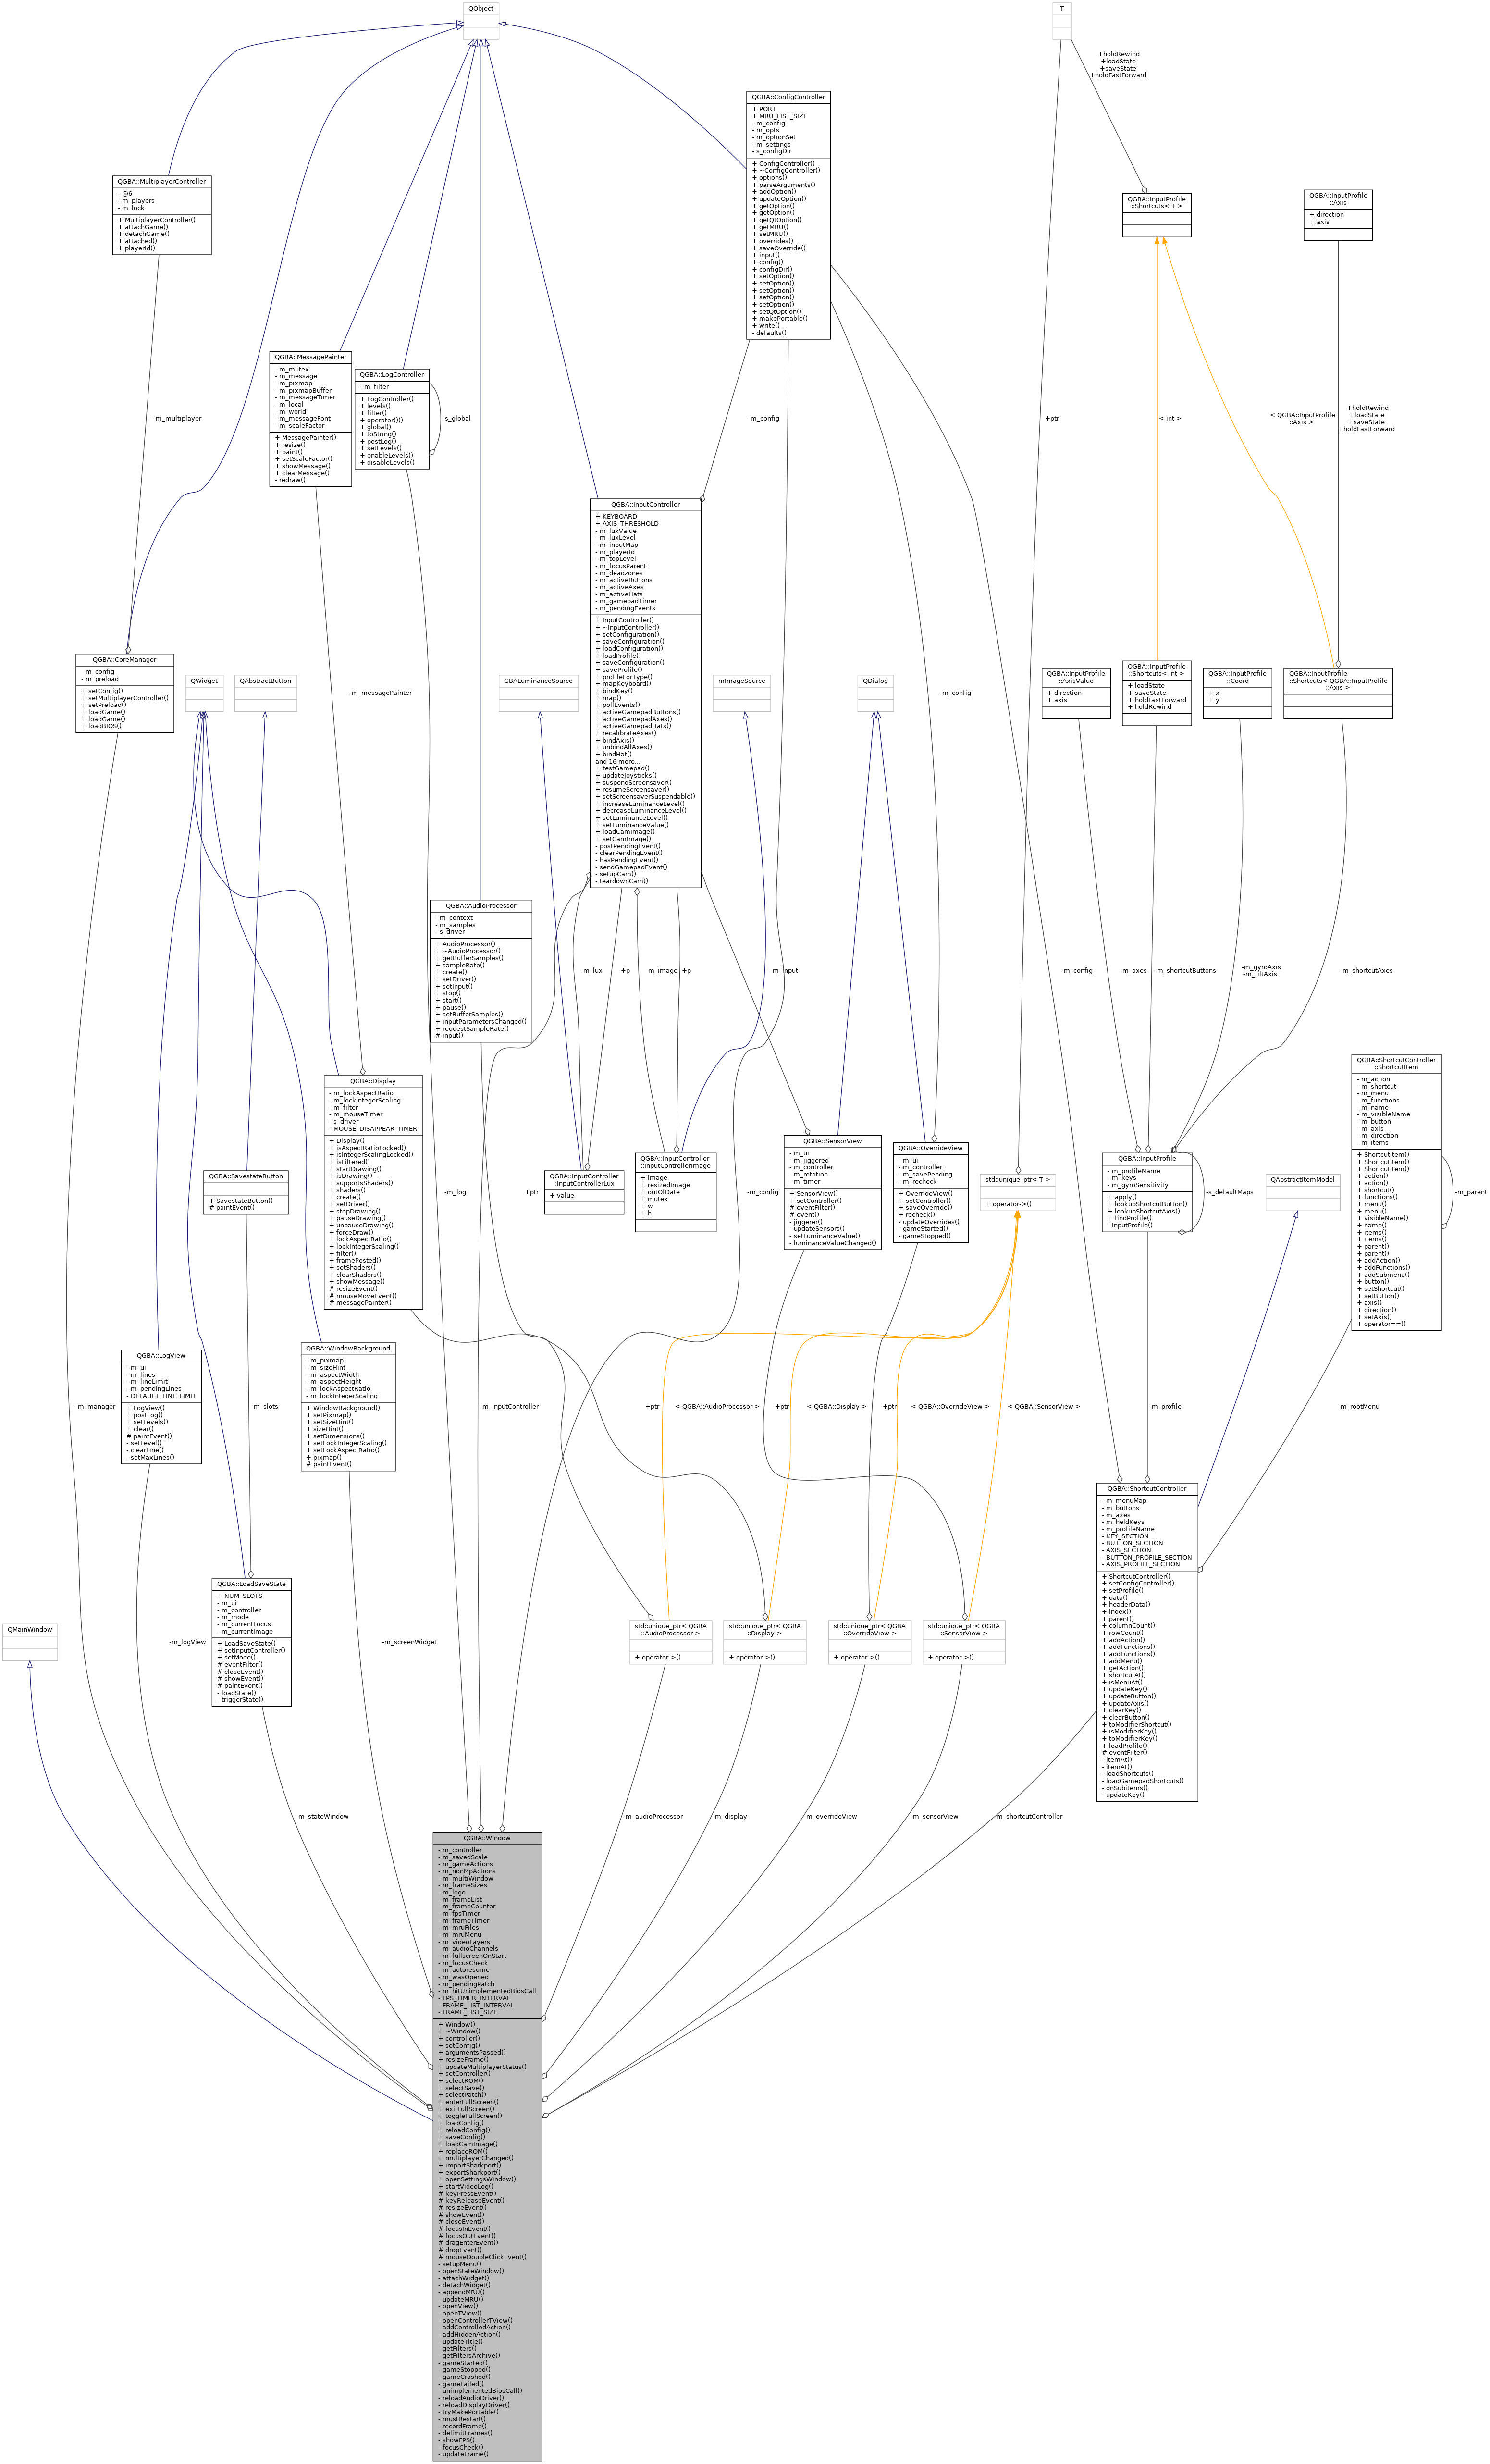 QObject
T
+holdRewind
+loadState
+saveState
+holdFastForward
QGBA::ConfigController
+ PORT
+ MRU_LIST_SIZE
- m_config
- m_opts
- m_optionSet
- m_settings
- s_configDir
+ ConfigController()
+ ~ConfigController()
+ options()
+ parseArguments()
+ addOption()
+ updateOption()
+ getOption()
+ getOption()
+ getQtOption()
+ getMRU()
+ setMRU()
+ overrides()
+ saveOverride()
+ input()
+ config()
+ configDir()
+ setOption()
+ setOption()
+ setOption()
+ setOption()
+ setOption()
+ setQtOption()
+ makePortable()
+ write()
- defaults()
QGBA::MultiplayerController
- @6
- m_players
- m_lock
+ MultiplayerController()
+ attachGame()
+ detachGame()
+ attached()
+ playerId()
QGBA::InputProfile
::Shortcuts< T >
QGBA::InputProfile
::Axis
+ direction
+ axis
QGBA::MessagePainter
- m_mutex
- m_message
- m_pixmap
- m_pixmapBuffer
- m_messageTimer
- m_local
- m_world
- m_messageFont
- m_scaleFactor
+ MessagePainter()
+ resize()
+ paint()
+ setScaleFactor()
+ showMessage()
+ clearMessage()
- redraw()
QGBA::LogController
- m_filter
+ LogController()
+ levels()
+ filter()
+ operator()()
+ global()
+ toString()
+ postLog()
+ setLevels()
+ enableLevels()
+ disableLevels()
-s_global
-m_multiplayer
-m_config
+ptr
< int >
< QGBA::InputProfile
::Axis >
+holdRewind
+loadState
+saveState
+holdFastForward
QGBA::InputController
+ KEYBOARD
+ AXIS_THRESHOLD
- m_luxValue
- m_luxLevel
- m_inputMap
- m_playerId
- m_topLevel
- m_focusParent
- m_deadzones
- m_activeButtons
- m_activeAxes
- m_activeHats
- m_gamepadTimer
- m_pendingEvents
+ InputController()
+ ~InputController()
+ setConfiguration()
+ saveConfiguration()
+ loadConfiguration()
+ loadProfile()
+ saveConfiguration()
+ saveProfile()
+ profileForType()
+ mapKeyboard()
+ bindKey()
+ map()
+ pollEvents()
+ activeGamepadButtons()
+ activeGamepadAxes()
+ activeGamepadHats()
+ recalibrateAxes()
+ bindAxis()
+ unbindAllAxes()
+ bindHat()
and 16 more...
+ testGamepad()
+ updateJoysticks()
+ suspendScreensaver()
+ resumeScreensaver()
+ setScreensaverSuspendable()
+ increaseLuminanceLevel()
+ decreaseLuminanceLevel()
+ setLuminanceLevel()
+ setLuminanceValue()
+ loadCamImage()
+ setCamImage()
- postPendingEvent()
- clearPendingEvent()
- hasPendingEvent()
- sendGamepadEvent()
- setupCam()
- teardownCam()
QGBA::CoreManager
- m_config
- m_preload
+ setConfig()
+ setMultiplayerController()
+ setPreload()
+ loadGame()
+ loadGame()
+ loadBIOS()
QWidget
QAbstractButton
-m_messagePainter
GBALuminanceSource
mImageSource
QDialog
-m_config
QGBA::InputProfile
::AxisValue
+ direction
+ axis
QGBA::InputProfile
::Shortcuts< int >
+ loadState
+ saveState
+ holdFastForward
+ holdRewind
QGBA::InputProfile
::Coord
+ x
+ y
QGBA::InputProfile
::Shortcuts< QGBA::InputProfile
::Axis >
QGBA::AudioProcessor
- m_context
- m_samples
- s_driver
+ AudioProcessor()
+ ~AudioProcessor()
+ getBufferSamples()
+ sampleRate()
+ create()
+ setDriver()
+ setInput()
+ stop()
+ start()
+ pause()
+ setBufferSamples()
+ inputParametersChanged()
+ requestSampleRate()
# input()
-m_lux
+p
-m_image
+p
-m_input
-m_config
-m_axes
-m_shortcutButtons
-m_gyroAxis
-m_tiltAxis
-m_shortcutAxes
QGBA::Display
- m_lockAspectRatio
- m_lockIntegerScaling
- m_filter
- m_mouseTimer
- s_driver
- MOUSE_DISAPPEAR_TIMER
+ Display()
+ isAspectRatioLocked()
+ isIntegerScalingLocked()
+ isFiltered()
+ startDrawing()
+ isDrawing()
+ supportsShaders()
+ shaders()
+ create()
+ setDriver()
+ stopDrawing()
+ pauseDrawing()
+ unpauseDrawing()
+ forceDraw()
+ lockAspectRatio()
+ lockIntegerScaling()
+ filter()
+ framePosted()
+ setShaders()
+ clearShaders()
+ showMessage()
# resizeEvent()
# mouseMoveEvent()
# messagePainter()
QGBA::ShortcutController
::ShortcutItem
- m_action
- m_shortcut
- m_menu
- m_functions
- m_name
- m_visibleName
- m_button
- m_axis
- m_direction
- m_items
+ ShortcutItem()
+ ShortcutItem()
+ ShortcutItem()
+ action()
+ action()
+ shortcut()
+ functions()
+ menu()
+ menu()
+ visibleName()
+ name()
+ items()
+ items()
+ parent()
+ parent()
+ addAction()
+ addFunctions()
+ addSubmenu()
+ button()
+ setShortcut()
+ setButton()
+ axis()
+ direction()
+ setAxis()
+ operator==()
-m_parent
QGBA::SavestateButton
+ SavestateButton()
# paintEvent()
-m_log
+ptr
QGBA::InputController
::InputControllerLux
+ value
QGBA::InputController
::InputControllerImage
+ image
+ resizedImage
+ outOfDate
+ mutex
+ w
+ h
-m_config
QGBA::SensorView
- m_ui
- m_jiggered
- m_controller
- m_rotation
- m_timer
+ SensorView()
+ setController()
# eventFilter()
# event()
- jiggerer()
- updateSensors()
- setLuminanceValue()
- luminanceValueChanged()
QGBA::OverrideView
- m_ui
- m_controller
- m_savePending
- m_recheck
+ OverrideView()
+ setController()
+ saveOverride()
+ recheck()
- updateOverrides()
- gameStarted()
- gameStopped()
std::unique_ptr< T >
+ operator->()
QGBA::InputProfile
- m_profileName
- m_keys
- m_gyroSensitivity
+ apply()
+ lookupShortcutButton()
+ lookupShortcutAxis()
+ findProfile()
- InputProfile()
-s_defaultMaps
QAbstractItemModel
QGBA::LogView
- m_ui
- m_lines
- m_lineLimit
- m_pendingLines
- DEFAULT_LINE_LIMIT
+ LogView()
+ postLog()
+ setLevels()
+ clear()
# paintEvent()
- setLevel()
- clearLine()
- setMaxLines()
QGBA::WindowBackground
- m_pixmap
- m_sizeHint
- m_aspectWidth
- m_aspectHeight
- m_lockAspectRatio
- m_lockIntegerScaling
+ WindowBackground()
+ setPixmap()
+ setSizeHint()
+ sizeHint()
+ setDimensions()
+ setLockIntegerScaling()
+ setLockAspectRatio()
+ pixmap()
# paintEvent()
-m_manager
-m_slots
-m_inputController
+ptr
< QGBA::AudioProcessor >
+ptr
< QGBA::Display >
+ptr
< QGBA::OverrideView >
< QGBA::SensorView >
-m_profile
-m_rootMenu
QGBA::ShortcutController
- m_menuMap
- m_buttons
- m_axes
- m_heldKeys
- m_profileName
- KEY_SECTION
- BUTTON_SECTION
- AXIS_SECTION
- BUTTON_PROFILE_SECTION
- AXIS_PROFILE_SECTION
+ ShortcutController()
+ setConfigController()
+ setProfile()
+ data()
+ headerData()
+ index()
+ parent()
+ columnCount()
+ rowCount()
+ addAction()
+ addFunctions()
+ addFunctions()
+ addMenu()
+ getAction()
+ shortcutAt()
+ isMenuAt()
+ updateKey()
+ updateButton()
+ updateAxis()
+ clearKey()
+ clearButton()
+ toModifierShortcut()
+ isModifierKey()
+ toModifierKey()
+ loadProfile()
# eventFilter()
- itemAt()
- itemAt()
- loadShortcuts()
- loadGamepadShortcuts()
- onSubitems()
- updateKey()
QMainWindow
QGBA::LoadSaveState
+ NUM_SLOTS
- m_ui
- m_controller
- m_mode
- m_currentFocus
- m_currentImage
+ LoadSaveState()
+ setInputController()
+ setMode()
# eventFilter()
# closeEvent()
# showEvent()
# paintEvent()
- loadState()
- triggerState()
-m_logView
-m_screenWidget
std::unique_ptr< QGBA
::AudioProcessor >
+ operator->()
std::unique_ptr< QGBA
::Display >
+ operator->()
std::unique_ptr< QGBA
::OverrideView >
+ operator->()
std::unique_ptr< QGBA
::SensorView >
+ operator->()
-m_stateWindow
-m_audioProcessor
-m_display
-m_overrideView
-m_sensorView
-m_shortcutController
QGBA::Window
- m_controller
- m_savedScale
- m_gameActions
- m_nonMpActions
- m_multiWindow
- m_frameSizes
- m_logo
- m_frameList
- m_frameCounter
- m_fpsTimer
- m_frameTimer
- m_mruFiles
- m_mruMenu
- m_videoLayers
- m_audioChannels
- m_fullscreenOnStart
- m_focusCheck
- m_autoresume
- m_wasOpened
- m_pendingPatch
- m_hitUnimplementedBiosCall
- FPS_TIMER_INTERVAL
- FRAME_LIST_INTERVAL
- FRAME_LIST_SIZE
+ Window()
+ ~Window()
+ controller()
+ setConfig()
+ argumentsPassed()
+ resizeFrame()
+ updateMultiplayerStatus()
+ setController()
+ selectROM()
+ selectSave()
+ selectPatch()
+ enterFullScreen()
+ exitFullScreen()
+ toggleFullScreen()
+ loadConfig()
+ reloadConfig()
+ saveConfig()
+ loadCamImage()
+ replaceROM()
+ multiplayerChanged()
+ importSharkport()
+ exportSharkport()
+ openSettingsWindow()
+ startVideoLog()
# keyPressEvent()
# keyReleaseEvent()
# resizeEvent()
# showEvent()
# closeEvent()
# focusInEvent()
# focusOutEvent()
# dragEnterEvent()
# dropEvent()
# mouseDoubleClickEvent()
- setupMenu()
- openStateWindow()
- attachWidget()
- detachWidget()
- appendMRU()
- updateMRU()
- openView()
- openTView()
- openControllerTView()
- addControlledAction()
- addHiddenAction()
- updateTitle()
- getFilters()
- getFiltersArchive()
- gameStarted()
- gameStopped()
- gameCrashed()
- gameFailed()
- unimplementedBiosCall()
- reloadAudioDriver()
- reloadDisplayDriver()
- tryMakePortable()
- mustRestart()
- recordFrame()
- delimitFrames()
- showFPS()
- focusCheck()
- updateFrame()